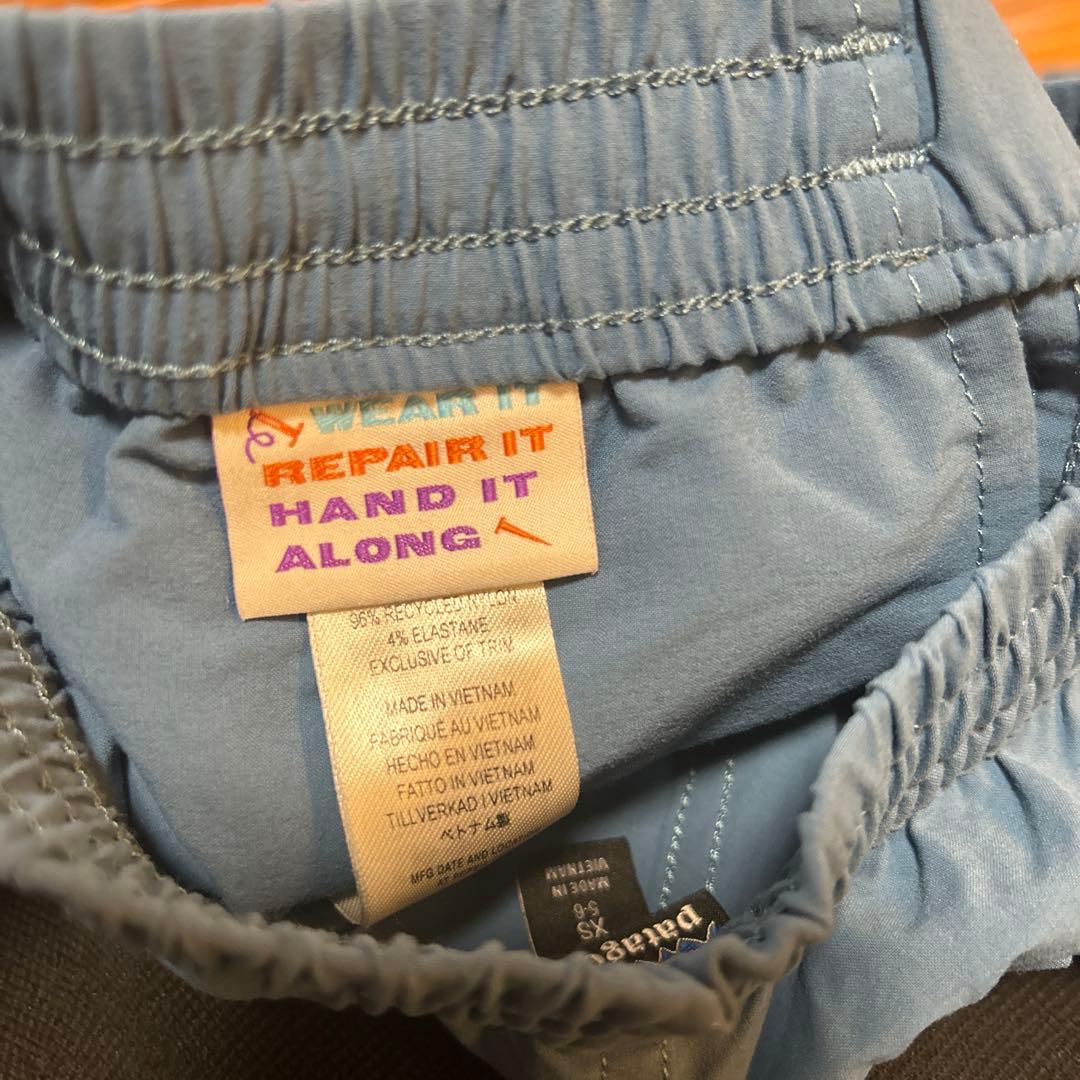 WEAR IT
REPAIR IT
HAND IT
ALONG
96% RECYCLED NYLON
4% ELASTANE
EXCLUSIVE OF TRIM
MADE IN VIETNAM
FABRIQUÉ AU VIETNAM
HECHO EN VIETNAM
FATTO IN VIETNAM
TILLVERKAD I VIETNAM
ベトナム製
MFG DATE AND
patago
XS
5-6
MADE IN
VIETNAM